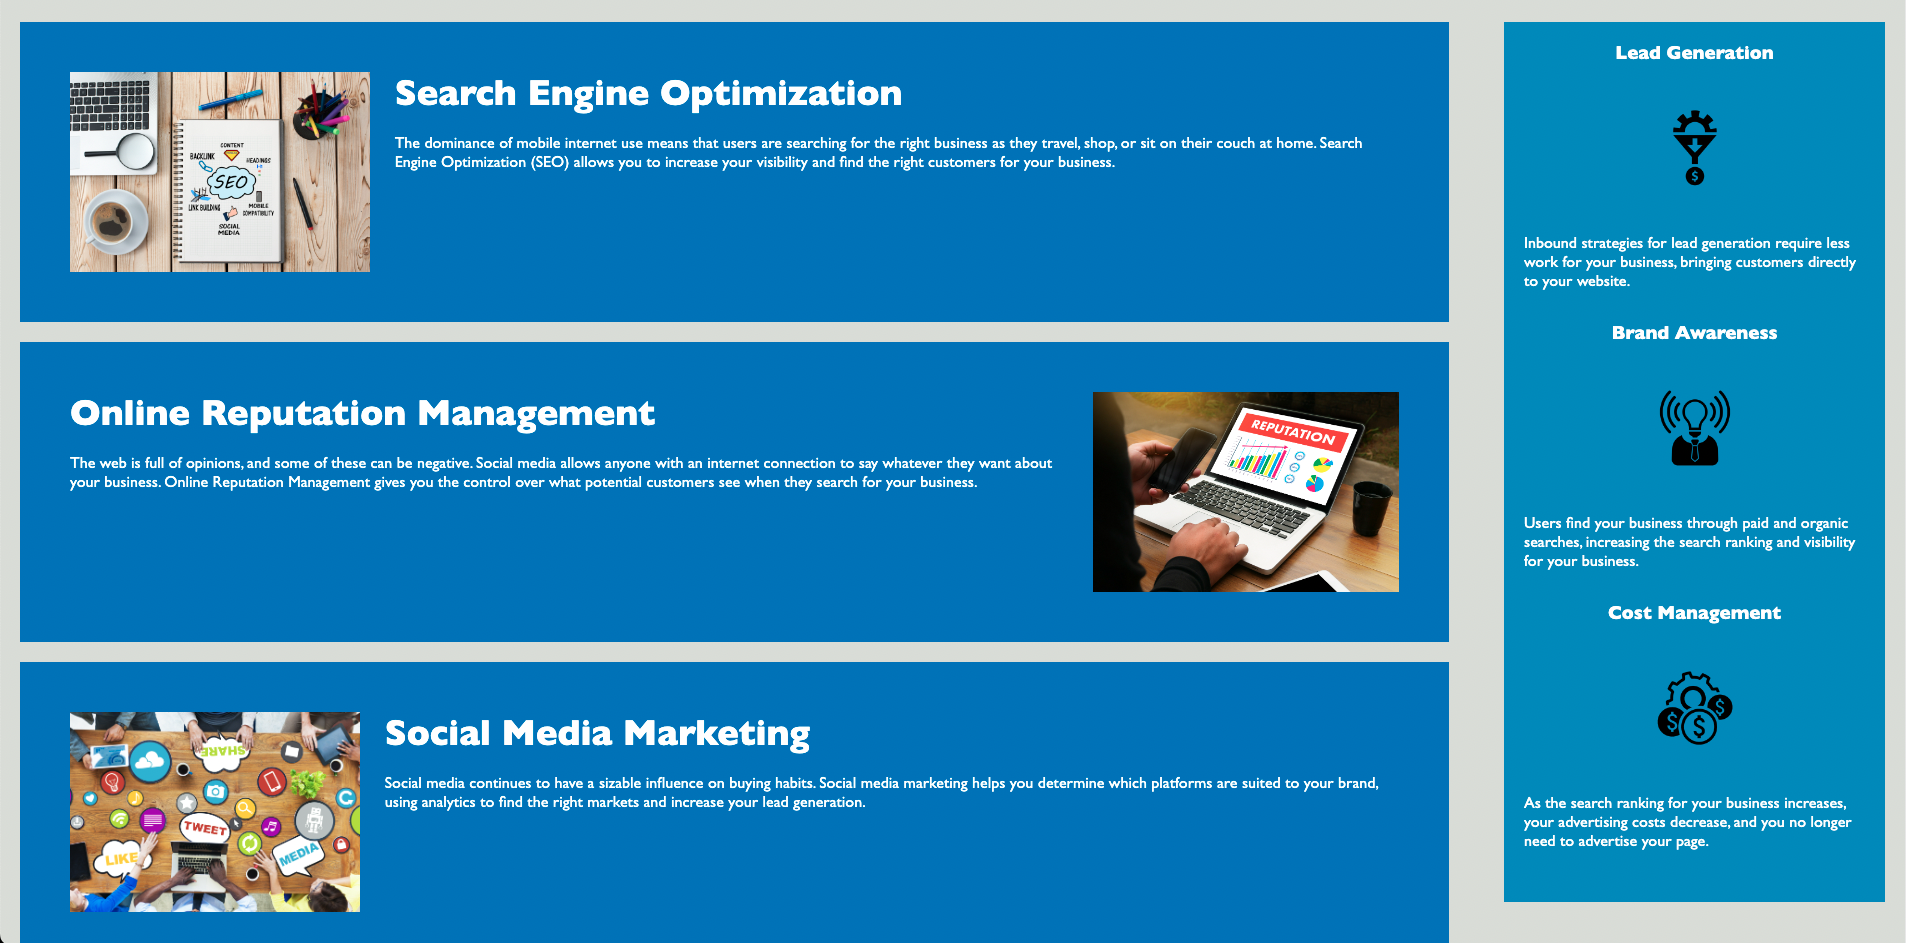 Search Engine Optimization
The dominance of mobile internet use means that users are searching for the right business as they travel, shop, or sit on their couch at home. Search
Engine Optimization (SEO) allows you to increase your visibility and find the right customers for your business.
CONTENT
BACKLINK
HEADINGS
SEO
LINK BUILDING
MOBILE
COMPATIBILITY
SOCIAL
MEDIA
Online Reputation Management
The web is full of opinions, and some of these can be negative. Social media allows anyone with an internet connection to say whatever they want about
your business. Online Reputation Management gives you the control over what potential customers see when they search for your business.
REPUTATION
Social Media Marketing
Social media continues to have a sizable influence on buying habits. Social media marketing helps you determine which platforms are suited to your brand,
using analytics to find the right markets and increase your lead generation.
SHARE
TWEET
LIKE
MEDIA
Lead Generation
$
Inbound strategies for lead generation require less
work for your business, bringing customers directly
to your website.
Brand Awareness
Users find your business through paid and organic
searches, increasing the search ranking and visibility
for your business.
Cost Management
$ $ $
As the search ranking for your business increases,
your advertising costs decrease, and you no longer
need to advertise your page.